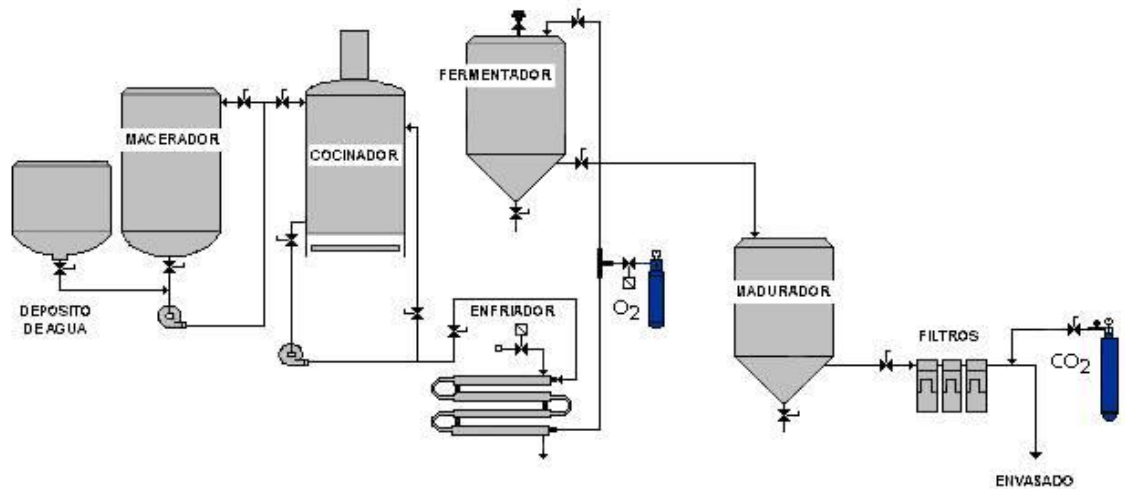 FERMENTADOR
MACERADOR
COCINADOR
DEPOSITO
DE AGUA
ENFRIADOR
O2
MADURADOR
FILTROS
CO2
ENVASADO